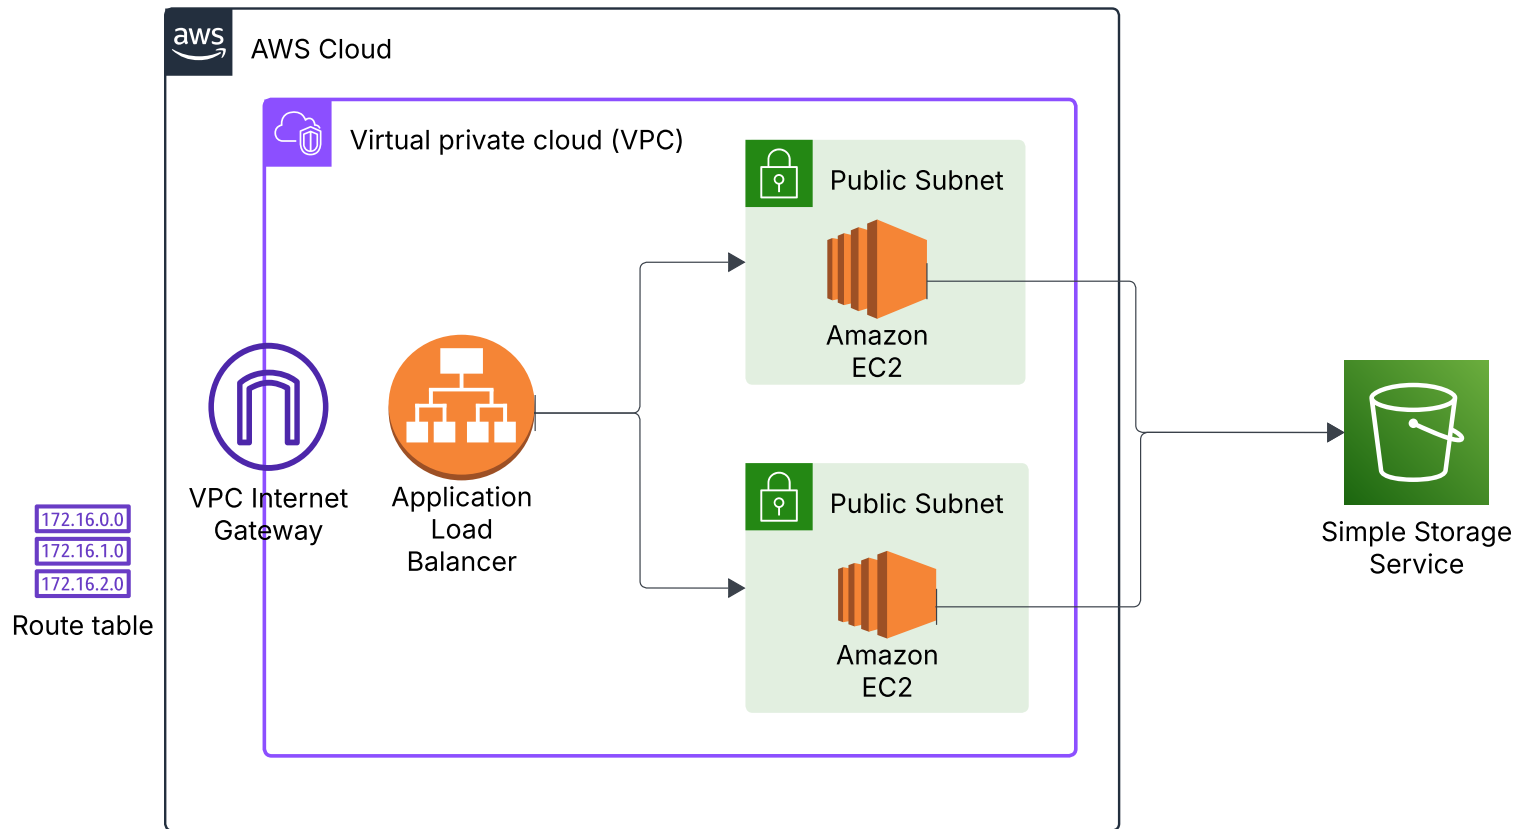 aws
AWS Cloud
Virtual private cloud (VPC)
Public Subnet
Amazon
EC2
VPC Internet
Gateway
Application
Load
Balancer
Public Subnet
Amazon
EC2
172.16.0.0
172.16.1.0
172.16.2.0
Route table
Simple Storage
Service